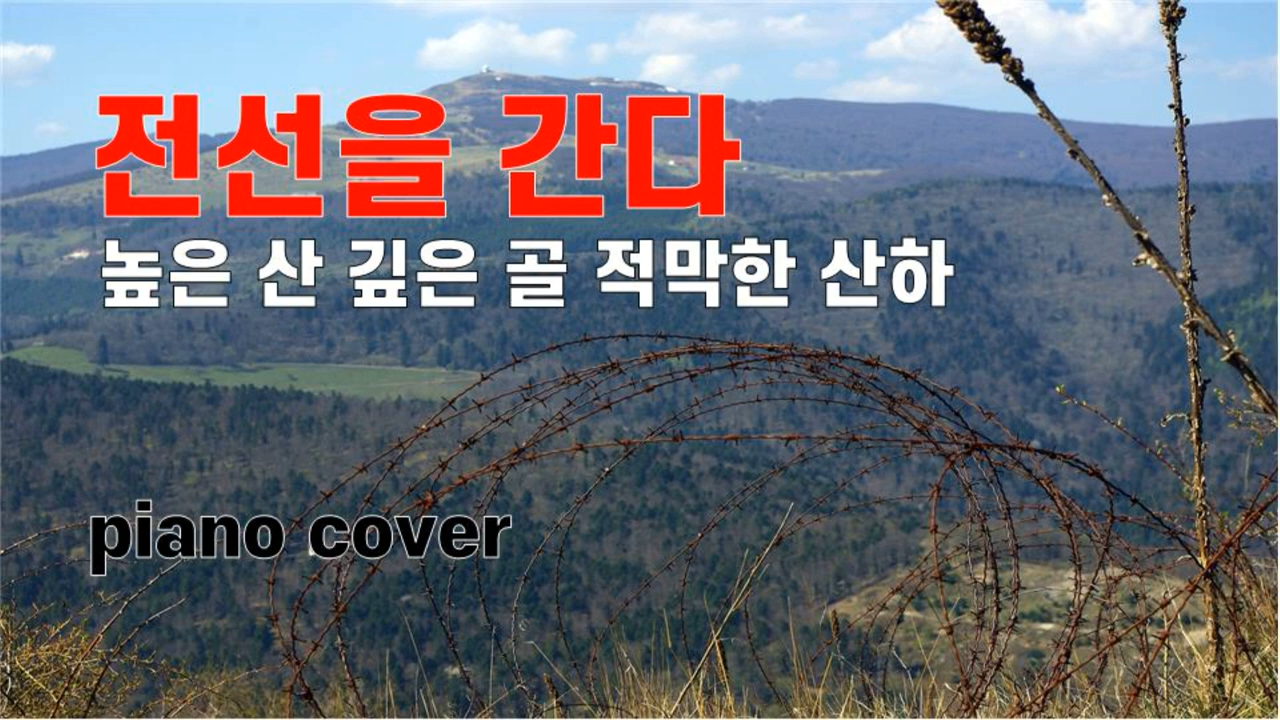 전선을 간다
높은 산 깊은 골 적막한 산하
piano cover